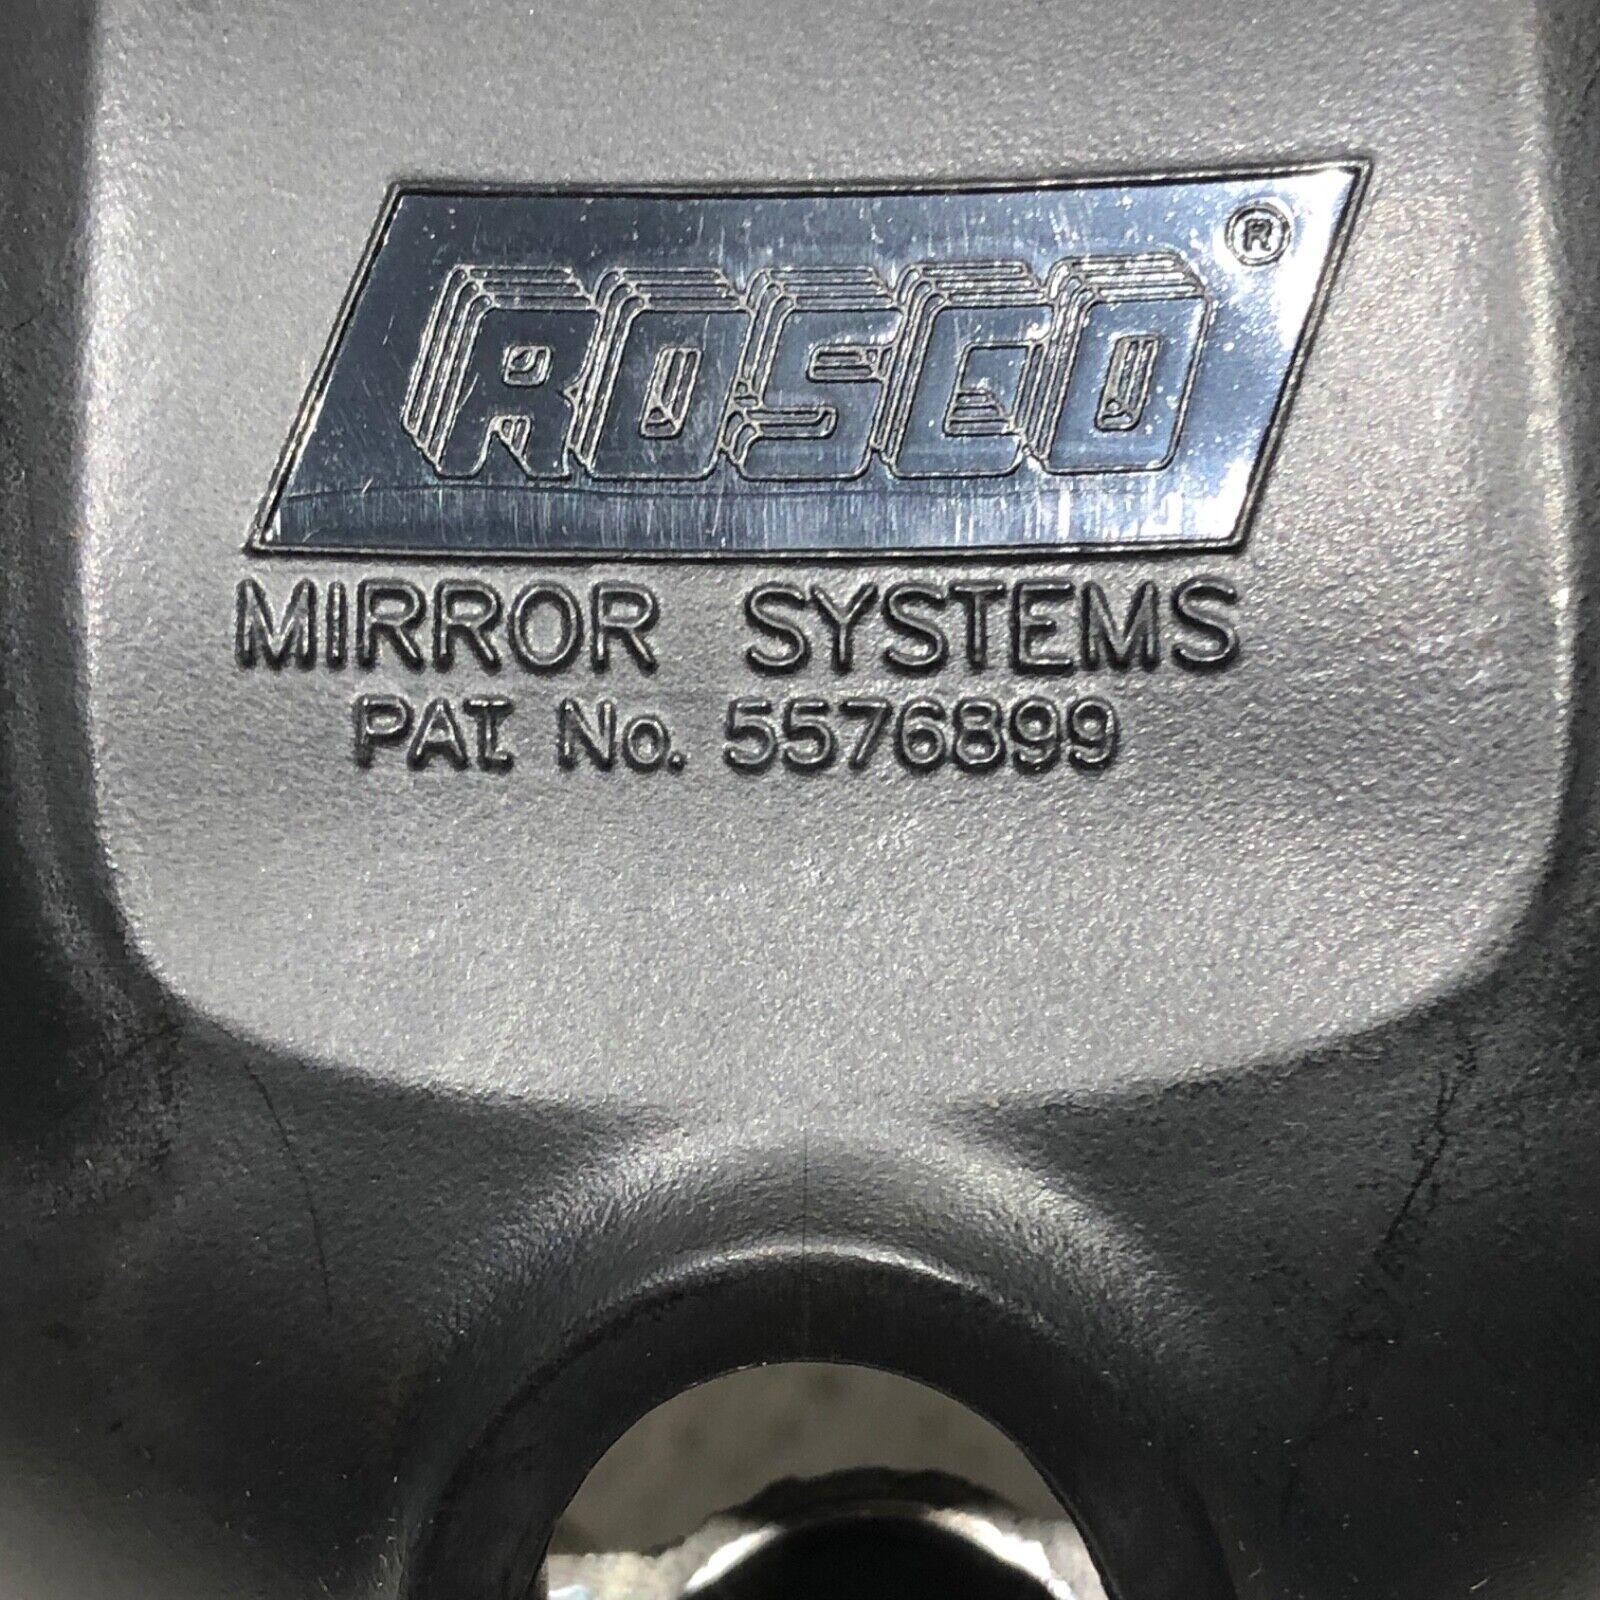 ROSCO ®
MIRROR SYSTEMS
PAT. No. 5576899